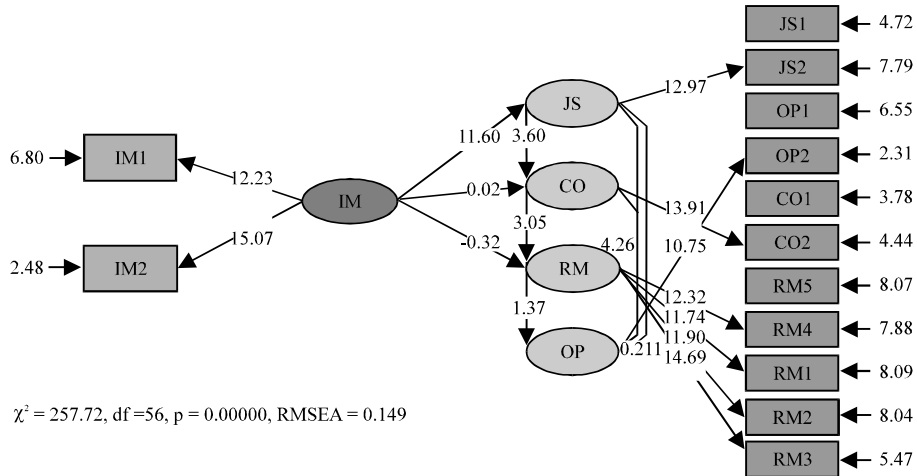 JS1
4.72
JS2
7.79
12.97
JS
OP1
6.55
11.60
3.60
6.80
IM1
OP2
2.31
12.23
IM
0.02
CO
CO1
3.78
13.91
15.07
3.05
-0.32
4.26
10.75
CO2
4.44
2.48
IM2
RM
RM5
8.07
12.32
1.37
11.74
RM4
7.88
11.90
OP
0.211
14.69
RM1
8.09
χ² = 257.72, df =56, p = 0.00000, RMSEA = 0.149
RM2
8.04
RM3
5.47